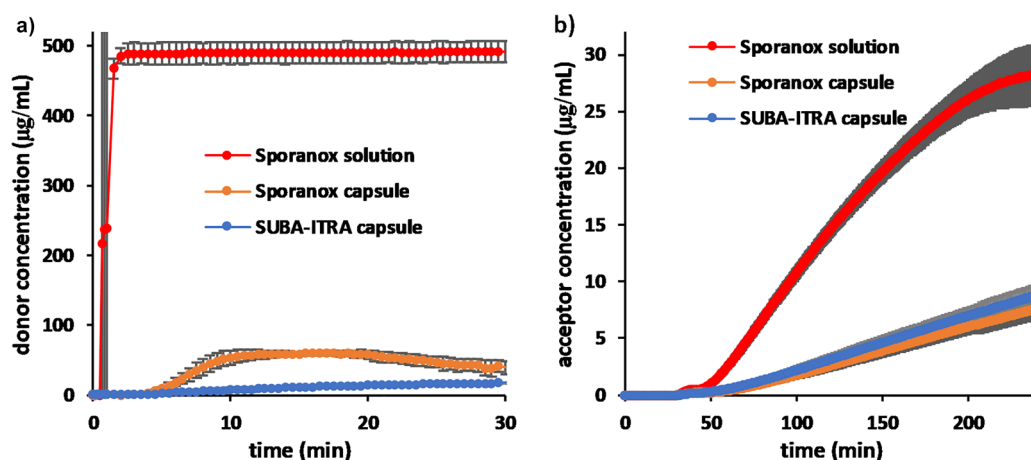 a)
donor concentration (µg/mL)
500
400
300
200
100
0
Sporanox solution
Sporanox capsule
SUBA-ITRA capsule
0 10 20 30
time (min)
b)
acceptor concentration (µg/mL)
30
25
20
15
10
5
0
Sporanox solution
Sporanox capsule
SUBA-ITRA capsule
0 50 100 150 200
time (min)